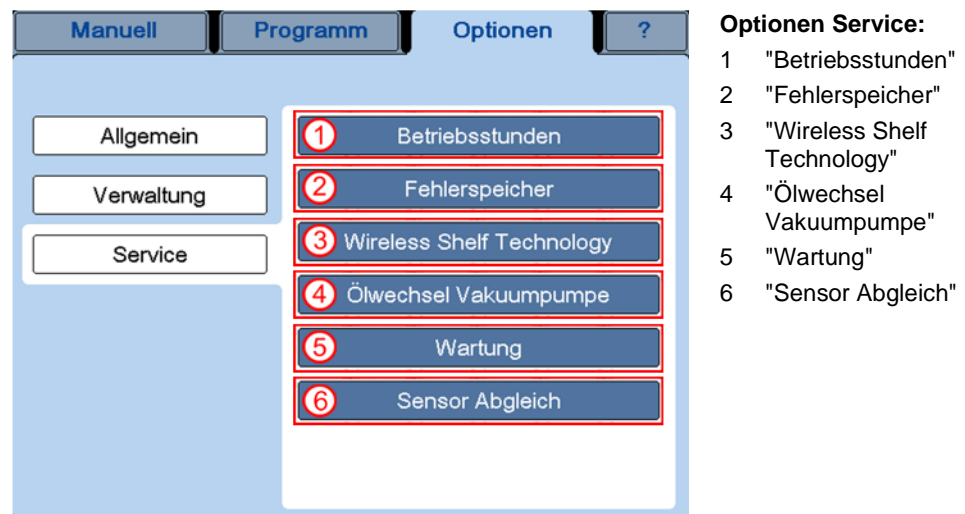 Manuell Programm Optionen ?
Allgemein
Verwaltung
Service
1 Betriebsstunden
2 Fehlerspeicher
3 Wireless Shelf Technology
4 Ölwechsel Vakuumpumpe
5 Wartung
6 Sensor Abgleich
Optionen Service:
1 "Betriebsstunden"
2 "Fehlerspeicher"
3 "Wireless Shelf
Technology"
4 "Ölwechsel
Vakuumpumpe"
5 "Wartung"
6 "Sensor Abgleich"